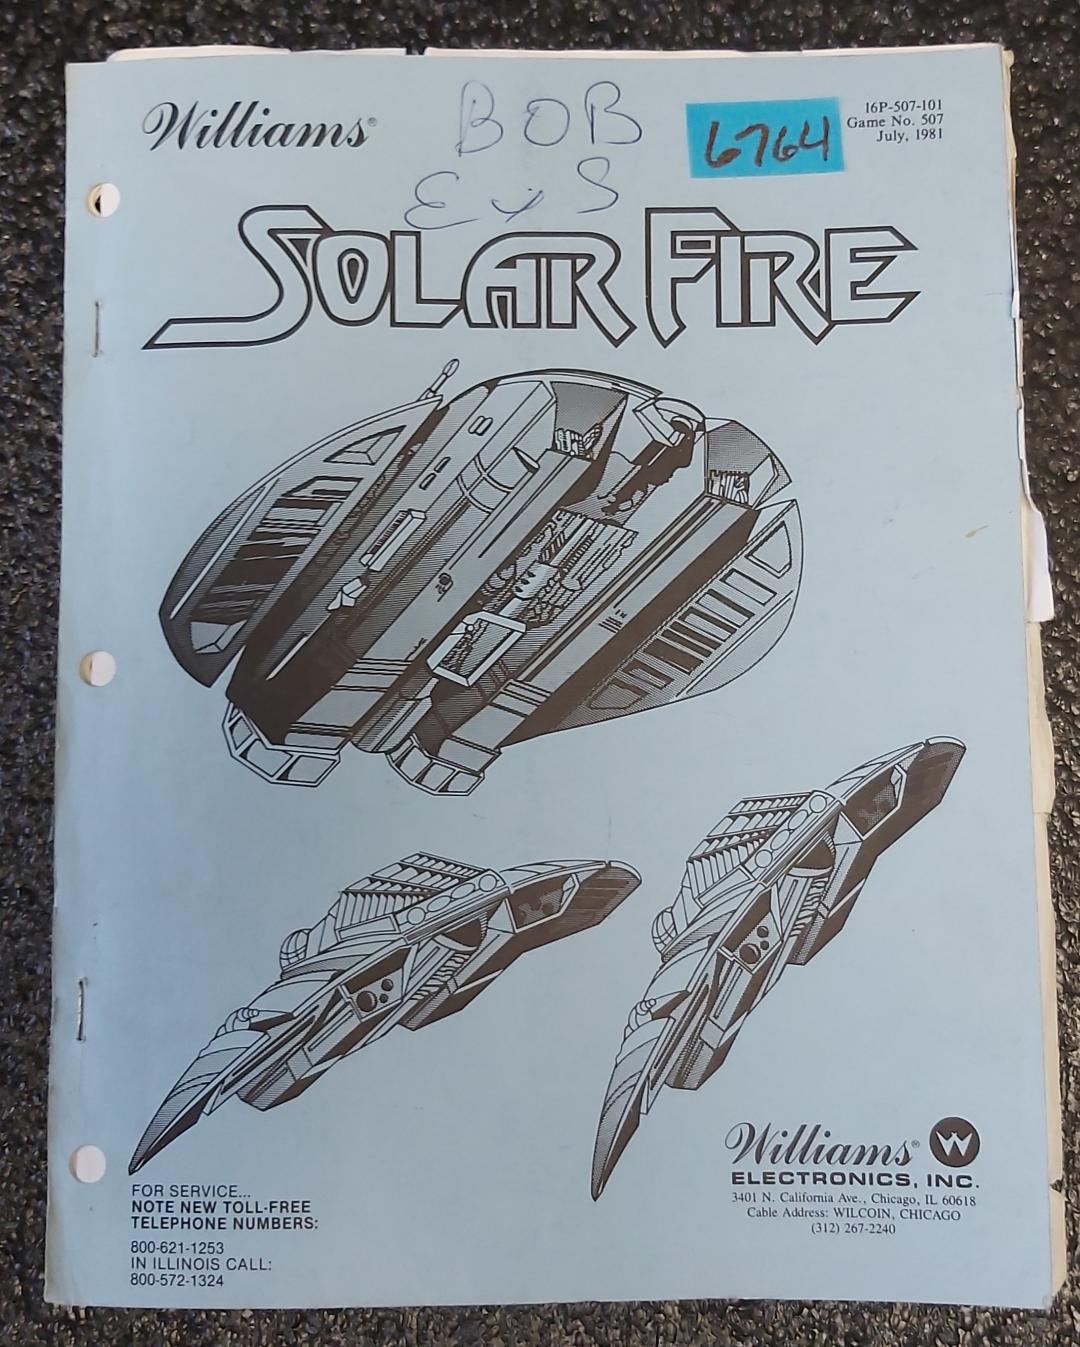 Williams®
BOB
EXS
6764
16P-507-101
Game No. 507
July, 1981
SOLAR FIRE
Williams®
ELECTRONICS, INC.
3401 N. California Ave., Chicago, IL 60618
Cable Address: WILCOIN, CHICAGO
(312) 267-2240
FOR SERVICE...
NOTE NEW TOLL-FREE
TELEPHONE NUMBERS:
800-621-1253
IN ILLINOIS CALL:
800-572-1324